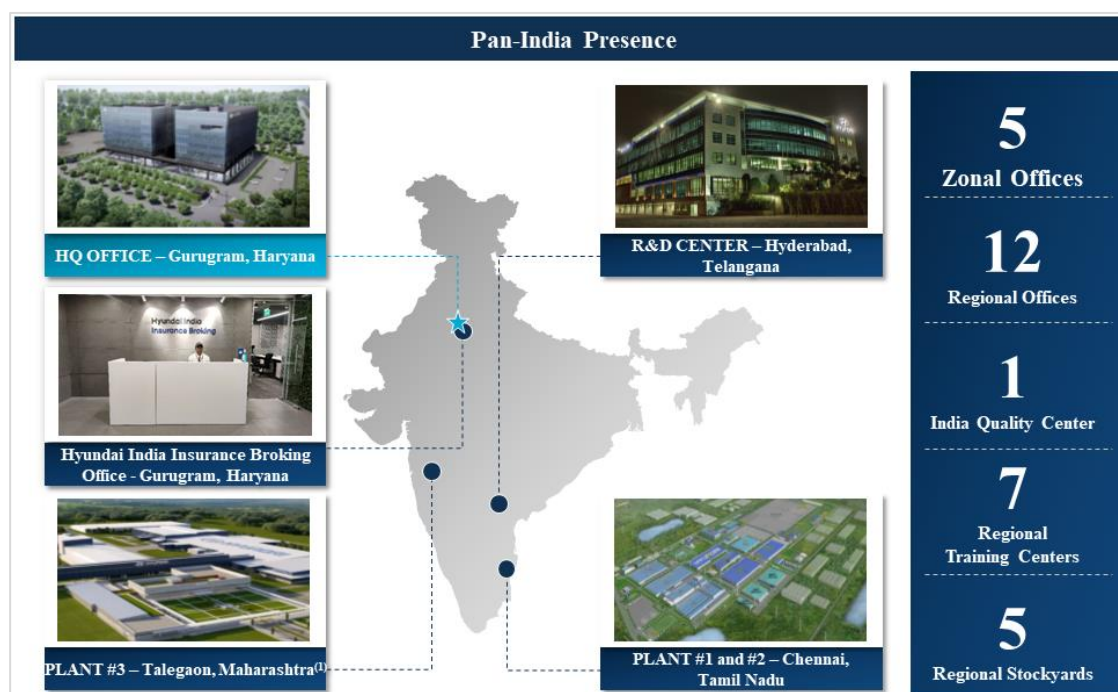 Pan-India Presence
HQ OFFICE – Gurugram, Haryana
Hyundai India
Insurance Broking
Hyundai India Insurance Broking
Office - Gurugram, Haryana
PLANT #3 – Talegaon, Maharashtra(1)
R&D CENTER – Hyderabad,
Telangana
PLANT #1 and #2 – Chennai,
Tamil Nadu
5
Zonal Offices
12
Regional Offices
1
India Quality Center
7
Regional
Training Centers
5
Regional Stockyards